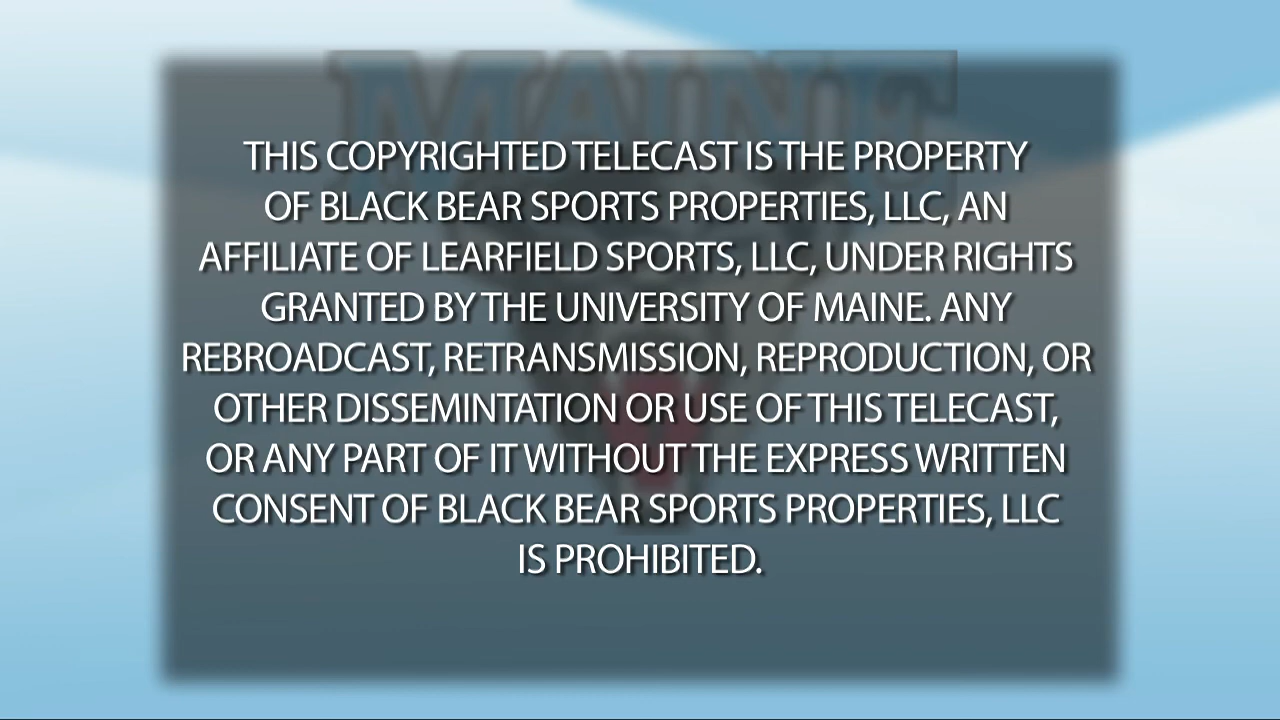 MAINE
THIS COPYRIGHTED TELECAST IS THE PROPERTY
OF BLACK BEAR SPORTS PROPERTIES, LLC, AN
AFFILIATE OF LEARFIELD SPORTS, LLC, UNDER RIGHTS
GRANTED BY THE UNIVERSITY OF MAINE. ANY
REBROADCAST, RETRANSMISSION, REPRODUCTION, OR
OTHER DISSEMINTATION OR USE OF THIS TELECAST,
OR ANY PART OF IT WITHOUT THE EXPRESS WRITTEN
CONSENT OF BLACK BEAR SPORTS PROPERTIES, LLC
IS PROHIBITED.